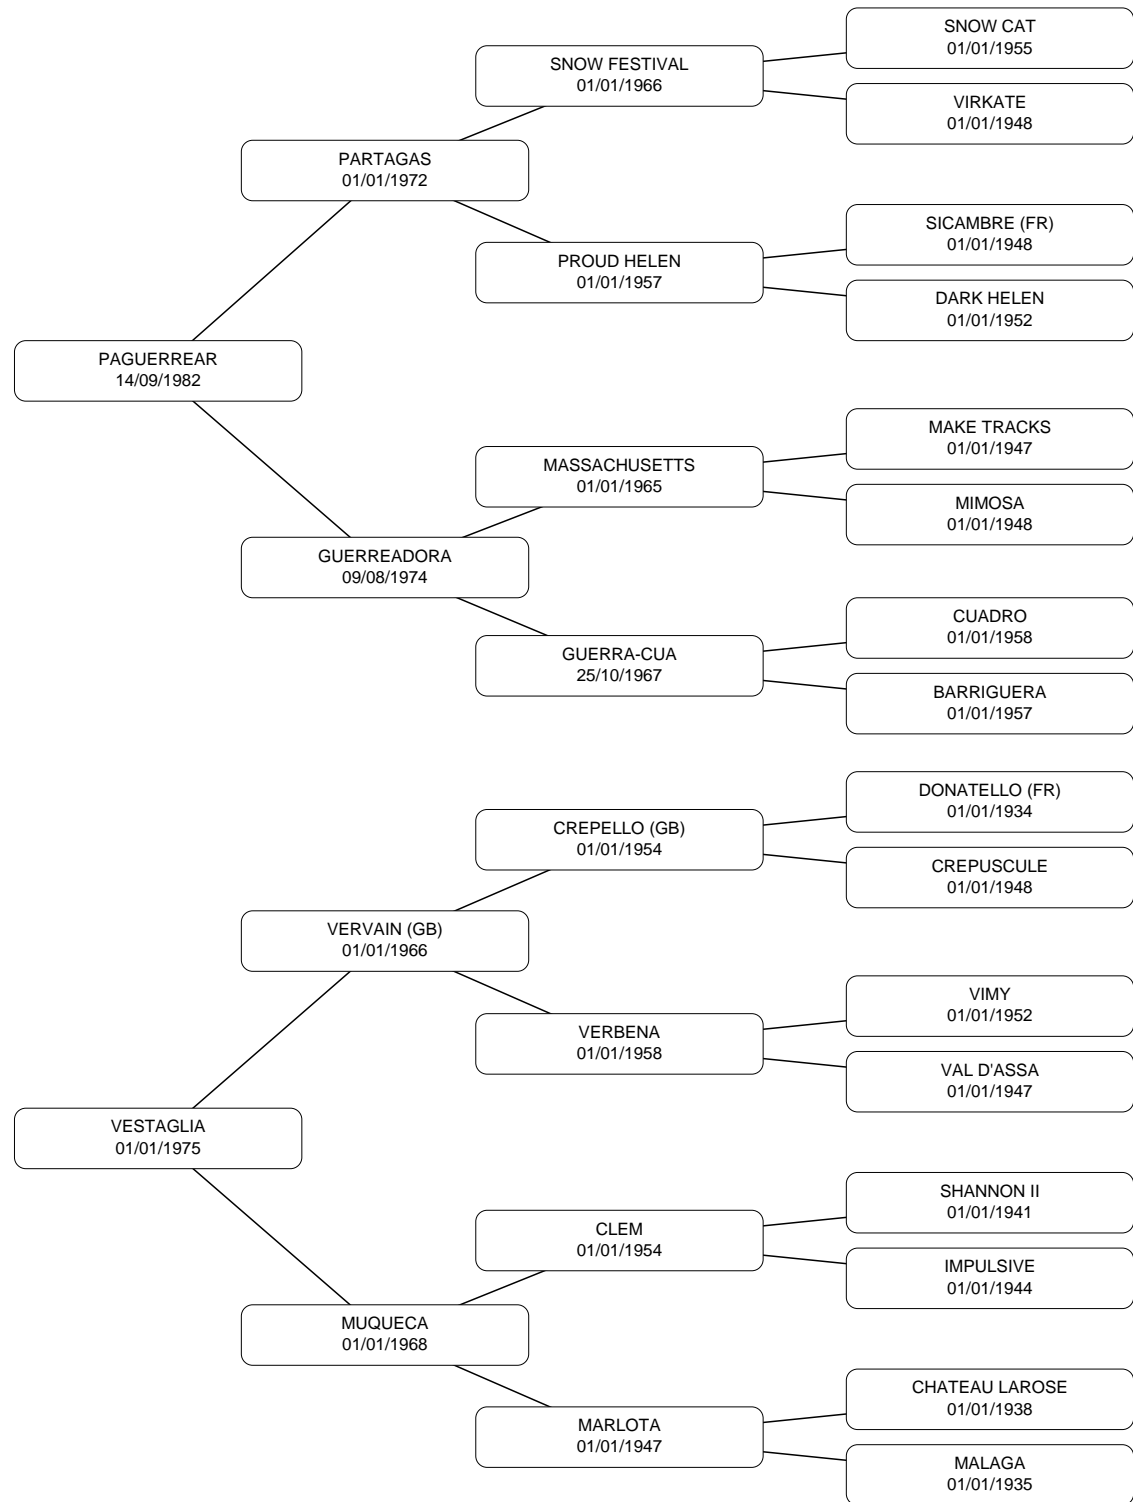 SNOW CAT
01/01/1955
SNOW FESTIVAL
01/01/1966
VIRKATE
01/01/1948
PARTAGAS
01/01/1972
SICAMBRE (FR)
01/01/1948
PROUD HELEN
01/01/1957
DARK HELEN
01/01/1952
PAGUERREAR
14/09/1982
MAKE TRACKS
01/01/1947
MASSACHUSETTS
01/01/1965
MIMOSA
01/01/1948
GUERREADORA
09/08/1974
CUADRO
01/01/1958
GUERRA-CUA
25/10/1967
BARRIGUERA
01/01/1957
DONATELLO (FR)
01/01/1934
CREPELLO (GB)
01/01/1954
CREPUSCULE
01/01/1948
VERVAIN (GB)
01/01/1966
VIMY
01/01/1952
VERBENA
01/01/1958
VAL D'ASSA
01/01/1947
VESTAGLIA
01/01/1975
SHANNON II
01/01/1941
CLEM
01/01/1954
IMPULSIVE
01/01/1944
MUQUECA
01/01/1968
CHATEAU LAROSE
01/01/1938
MARLOTA
01/01/1947
MALAGA
01/01/1935